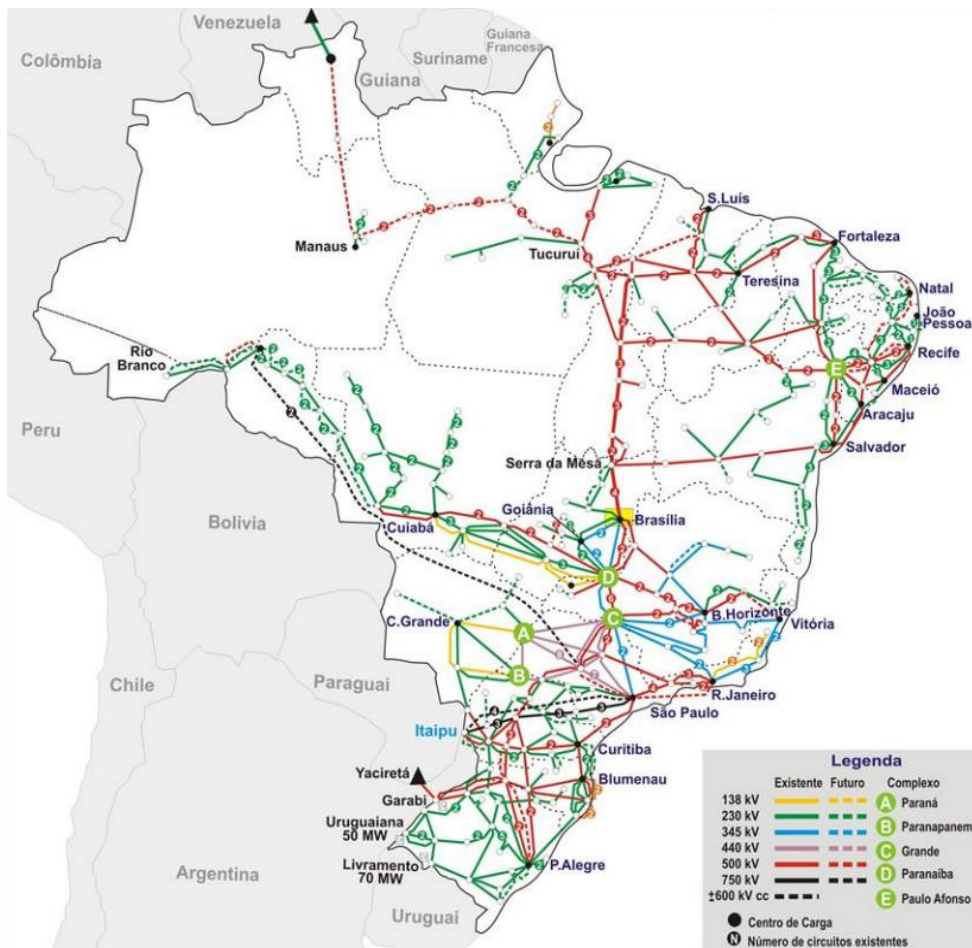 Venezuela
Guiana
Francesa
Suriname
Colômbia
Guiana
S.Luís
Manaus
Tucuruí
Fortaleza
Teresina
Natal
João
Pessoa
Rio
Branco
Recife
E
Maceió
Aracaju
Peru
Salvador
Serra da Mesa
Goiânia
Brasília
Cuiabá
Bolivia
D
B.Horizonte
C.Grande
C
Vitória
A
B
Chile
Paraguai
R.Janeiro
São Paulo
Itaipu
Curitiba
Yaciretá
Blumenau
Garabi
Uruguaiana
50 MW
Livramento
70 MW
P.Alegre
Argentina
Uruguai
Legenda
Existente Futuro Complexo
138 kV A Paraná
230 kV B Paranapanem
345 kV
440 kV C Grande
500 kV D Paranaíba
750 kV
±600 kV cc E Paulo Afonso
Centro de Carga
N Número de circuitos existentes